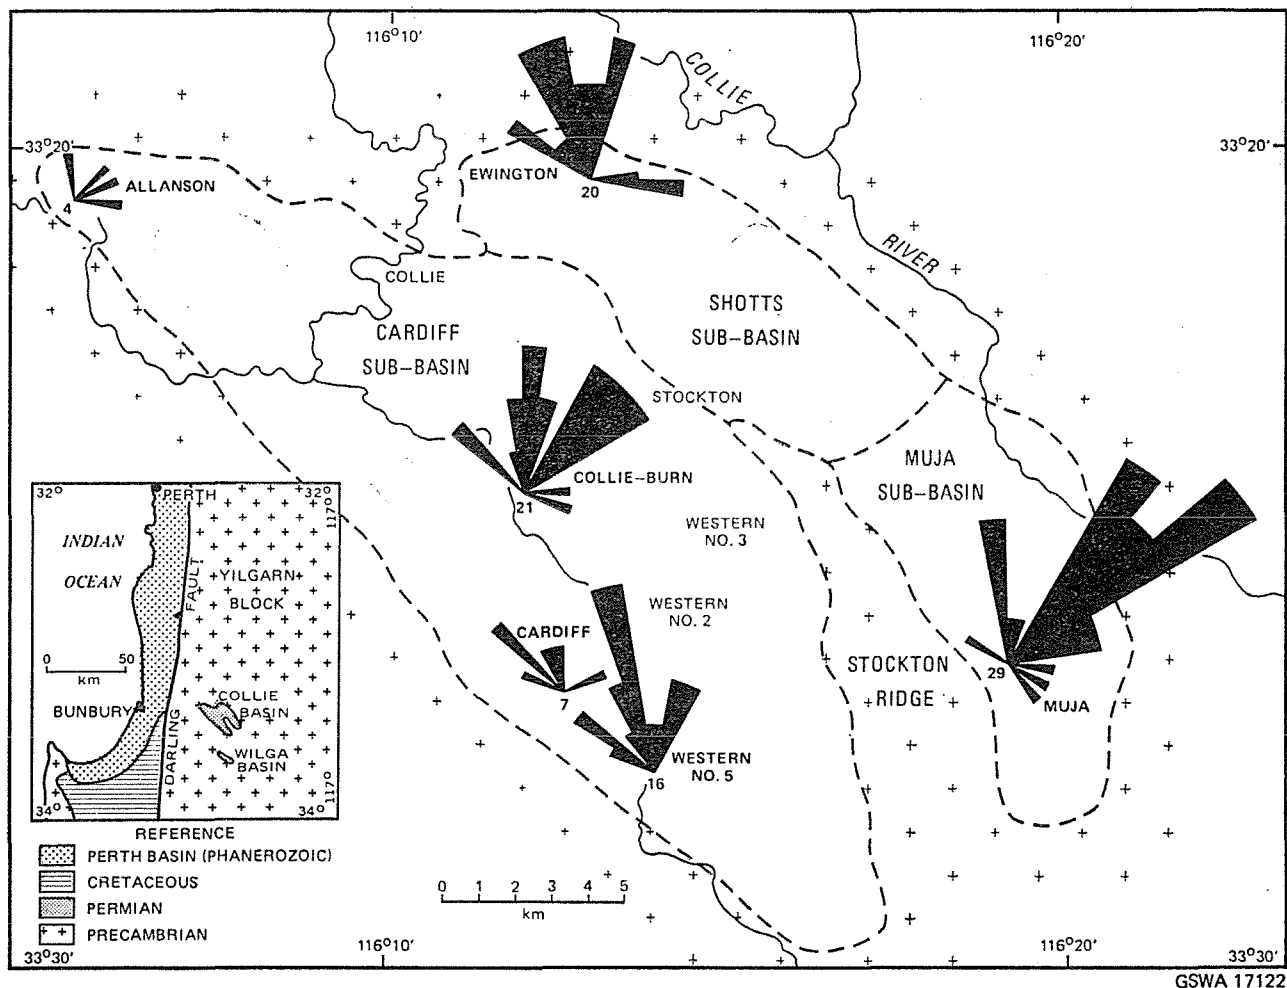 116°10'
116°20'
COLLIE
33°20'
33°20'
EWINGTON
20
ALLANSON
4
RIVER
COLLIE
SHOTTS
SUB-BASIN
CARDIFF
SUB-BASIN
STOCKTON
MUJA
SUB-BASIN
COLLIE-BURN
21
WESTERN
NO. 3
WESTERN
NO. 2
CARDIFF
7
STOCKTON
RIDGE
29
MUJA
WESTERN
NO. 5
16
32°
PERTH
32°
117°
INDIAN
OCEAN
FAULT
YILGARN
BLOCK
0 50
km
COLLIE
BASIN
BUNBURY
DARLING
WILGA
BASIN
34°
34°
117°
REFERENCE
PERTH BASIN (PHANEROZOIC)
CRETACEOUS
PERMIAN
PRECAMBRIAN
0 1 2 3 4 5
km
33°30'
116°10'
116°20'
33°30'
GSWA 17122